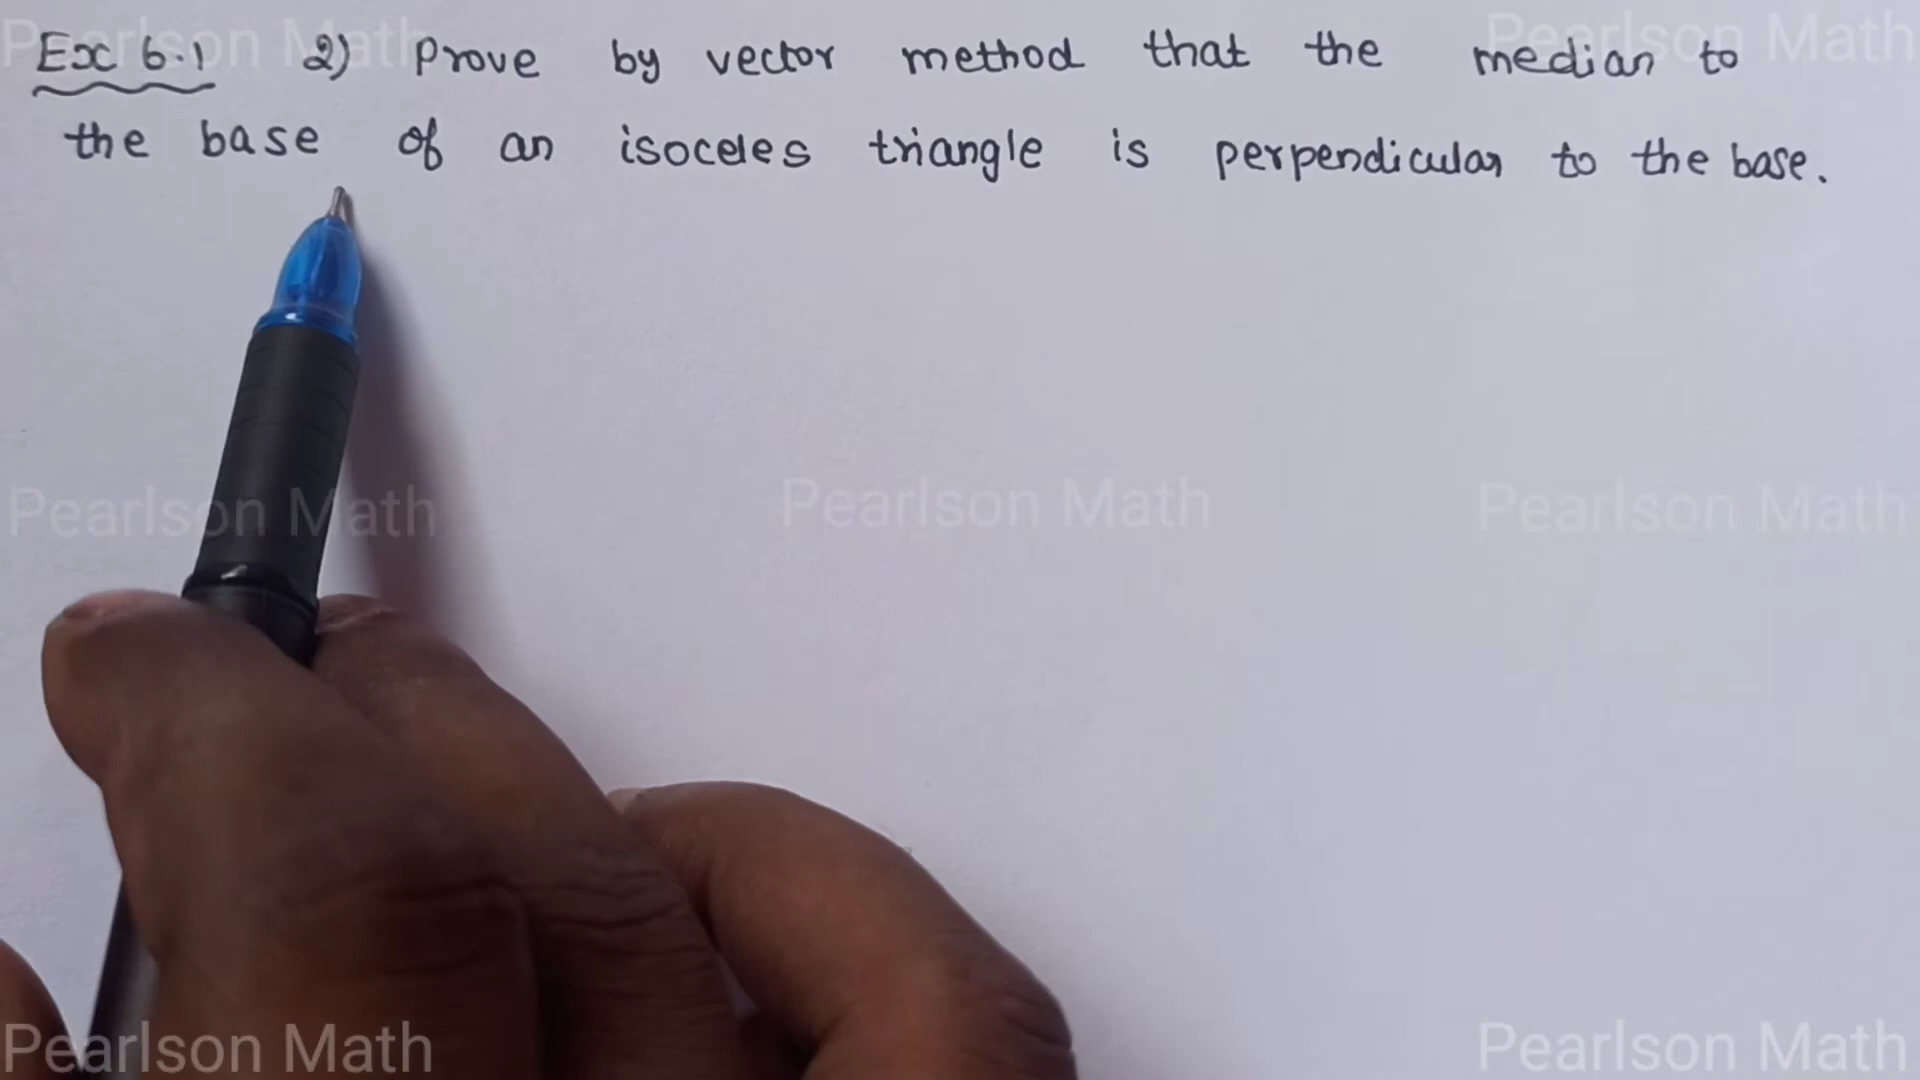 Ex 6.1 2) Prove by vector method that the median to
the base of an isoceles triangle is perpendicular to the base.
Pearlson Math Pearlson Math
Pearlson Math Pearlson Math Pearlson Math
Pearlson Math Pearlson Math